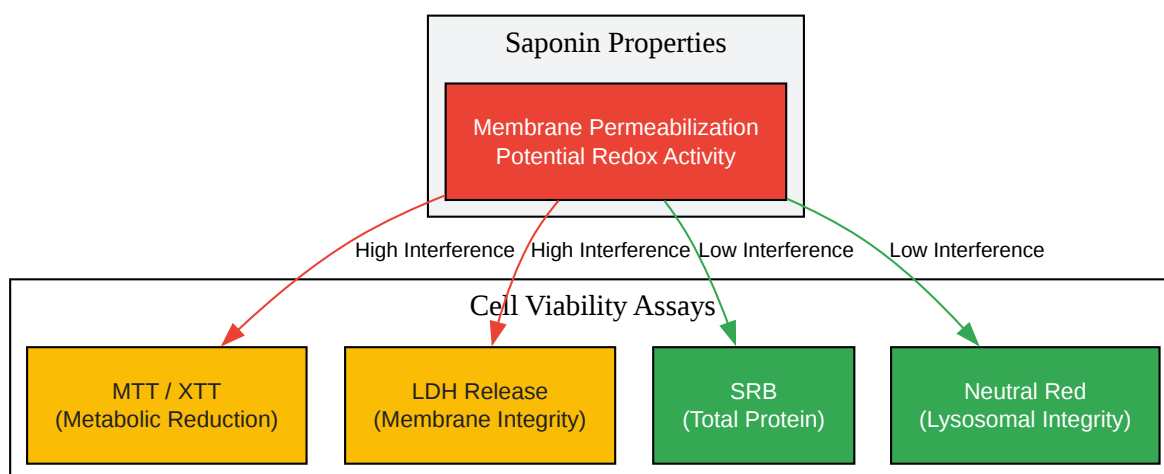 Saponin Properties
Membrane Permeabilization
Potential Redox Activity
High Interference
High Interference
Low Interference
Low Interference
Cell Viability Assays
MTT / XTT
(Metabolic Reduction)
LDH Release
(Membrane Integrity)
SRB
(Total Protein)
Neutral Red
(Lysosomal Integrity)